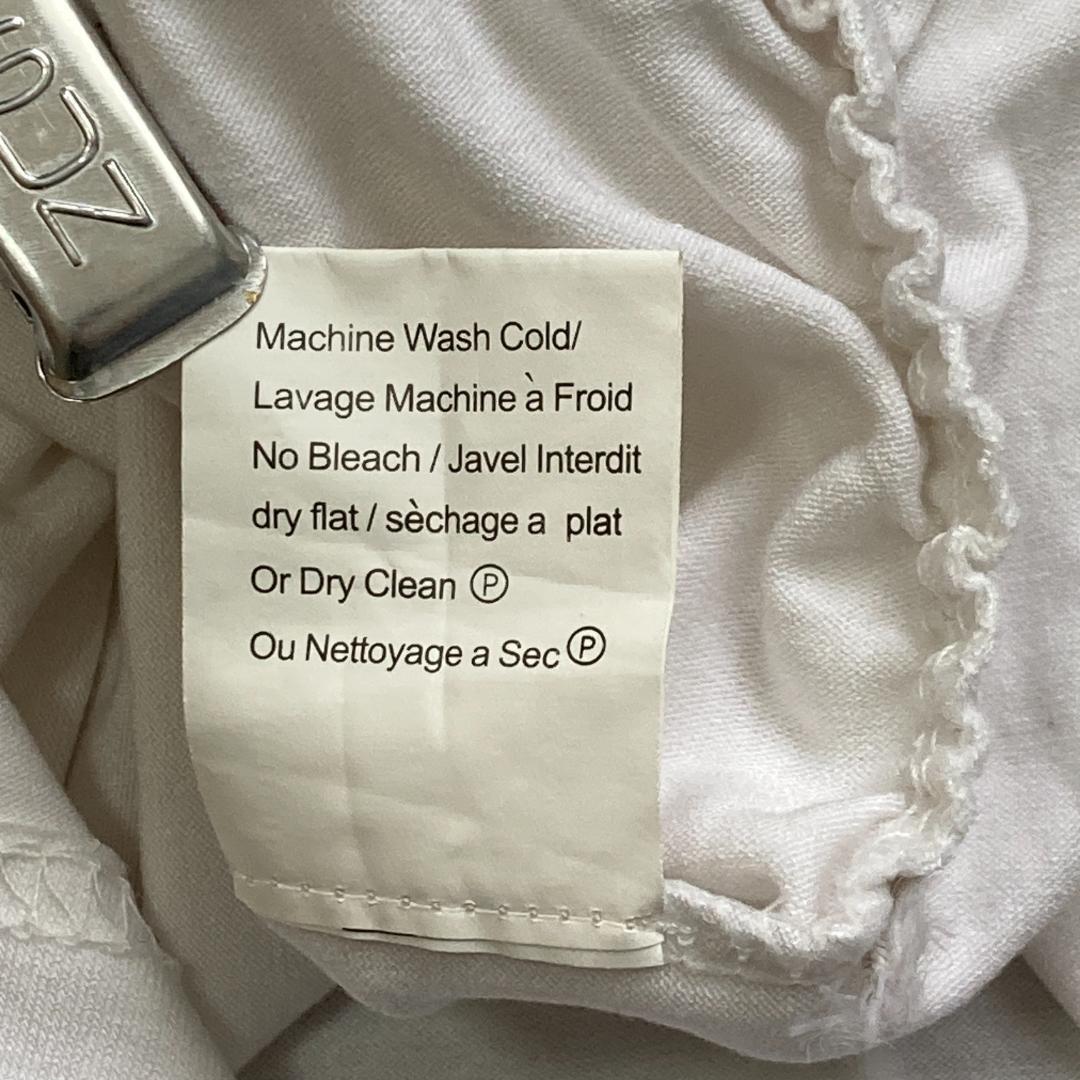 Machine Wash Cold/
Lavage Machine à Froid
No Bleach / Javel Interdit
dry flat / sèchage a plat
Or Dry Clean Ⓟ
Ou Nettoyage a Sec Ⓟ